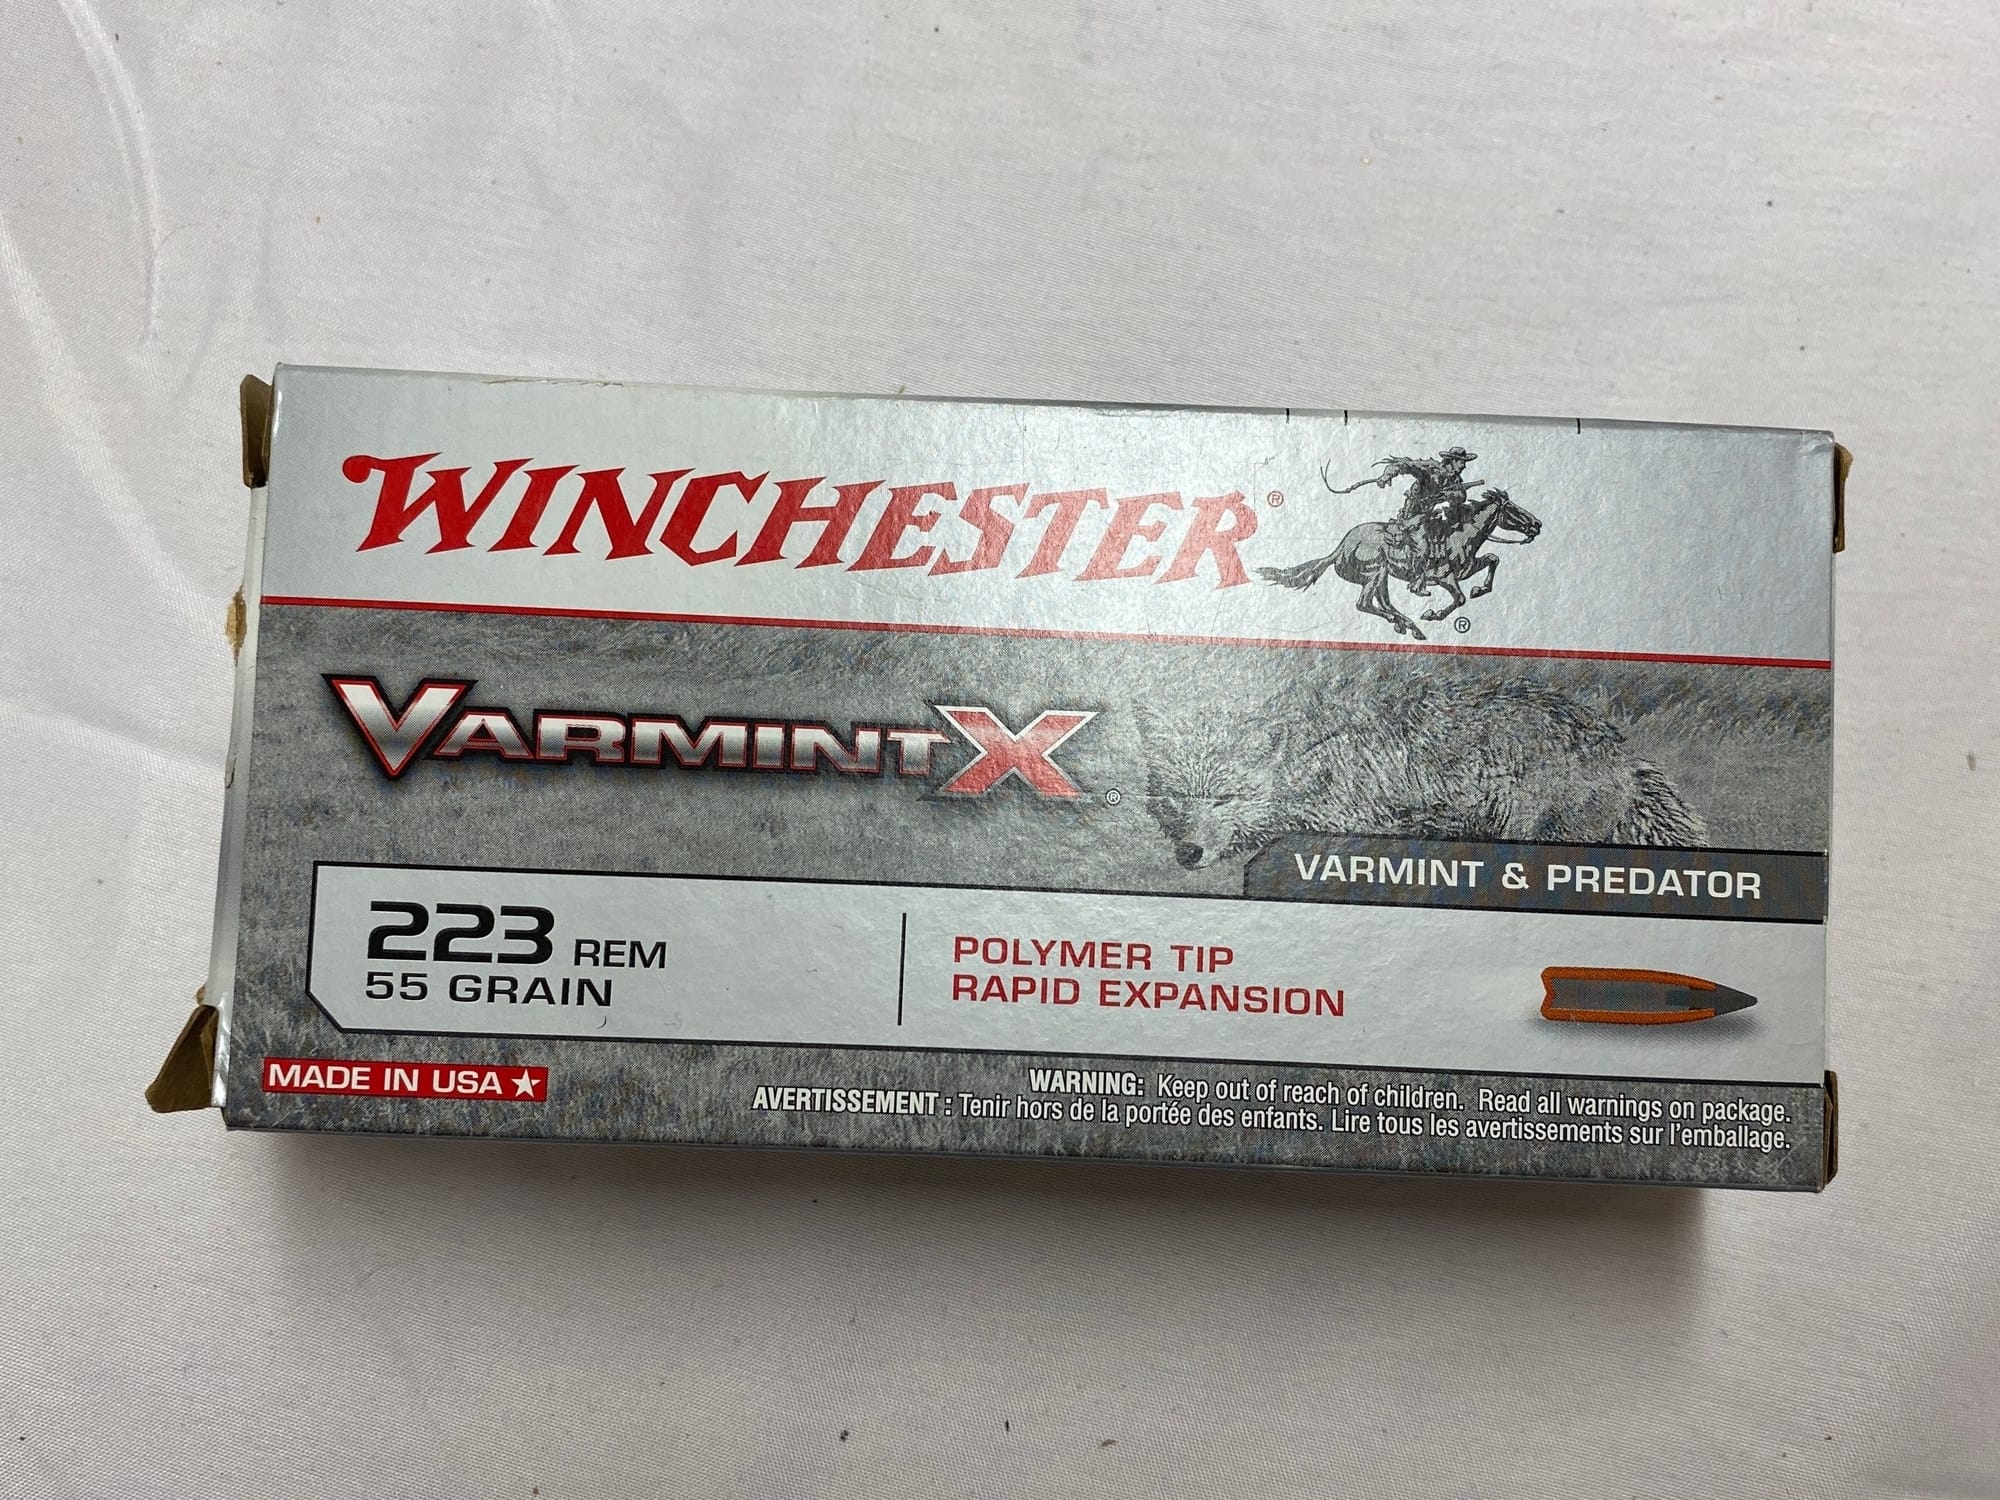 WINCHESTER®
®
VARMINT X®
VARMINT & PREDATOR
223 REM
55 GRAIN
POLYMER TIP
RAPID EXPANSION
MADE IN USA ★
WARNING: Keep out of reach of children. Read all warnings on package.
AVERTISSEMENT : Tenir hors de la portée des enfants. Lire tous les avertissements sur l'emballage.